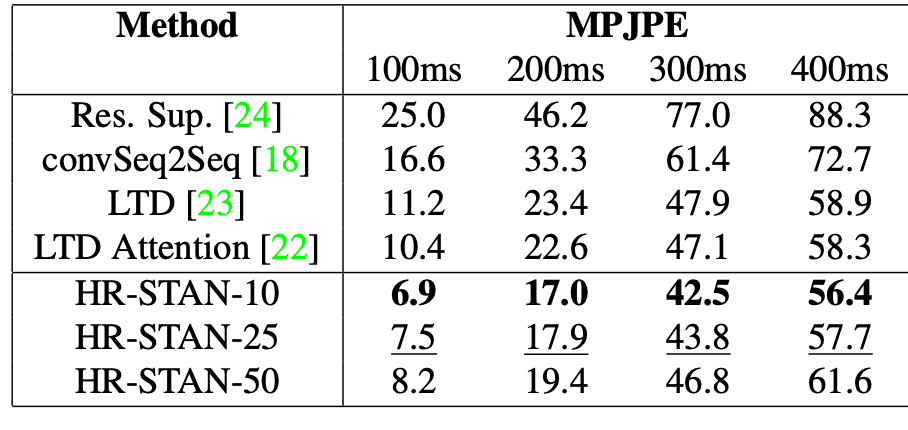 Method MPJPE
100ms 200ms 300ms 400ms
Res. Sup. [24] 25.0 46.2 77.0 88.3
convSeq2Seq [18] 16.6 33.3 61.4 72.7
LTD [23] 11.2 23.4 47.9 58.9
LTD Attention [22] 10.4 22.6 47.1 58.3
HR-STAN-10 6.9 17.0 42.5 56.4
HR-STAN-25 7.5 17.9 43.8 57.7
HR-STAN-50 8.2 19.4 46.8 61.6